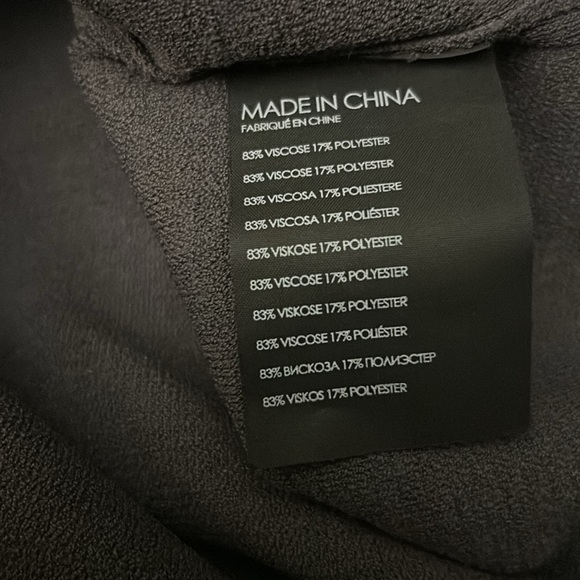 MADE IN CHINA
FABRIQUÉ EN CHINE
83% VISCOSE 17% POLYESTER
83% VISCOSE 17% POLYESTER
83% VISCOSA 17% POLIESTERE
83% VISCOSA 17% POLIÉSTER
83% VISKOSE 17% POLYESTER
83% VISCOSE 17% POLYESTER
83% VISKOSE 17% POLYESTER
83% VISCOSE 17% POLIÉSTER
83% ВИСКОЗА 17% ПОЛИЭСТЕР
83% VISKOS 17% POLYESTER